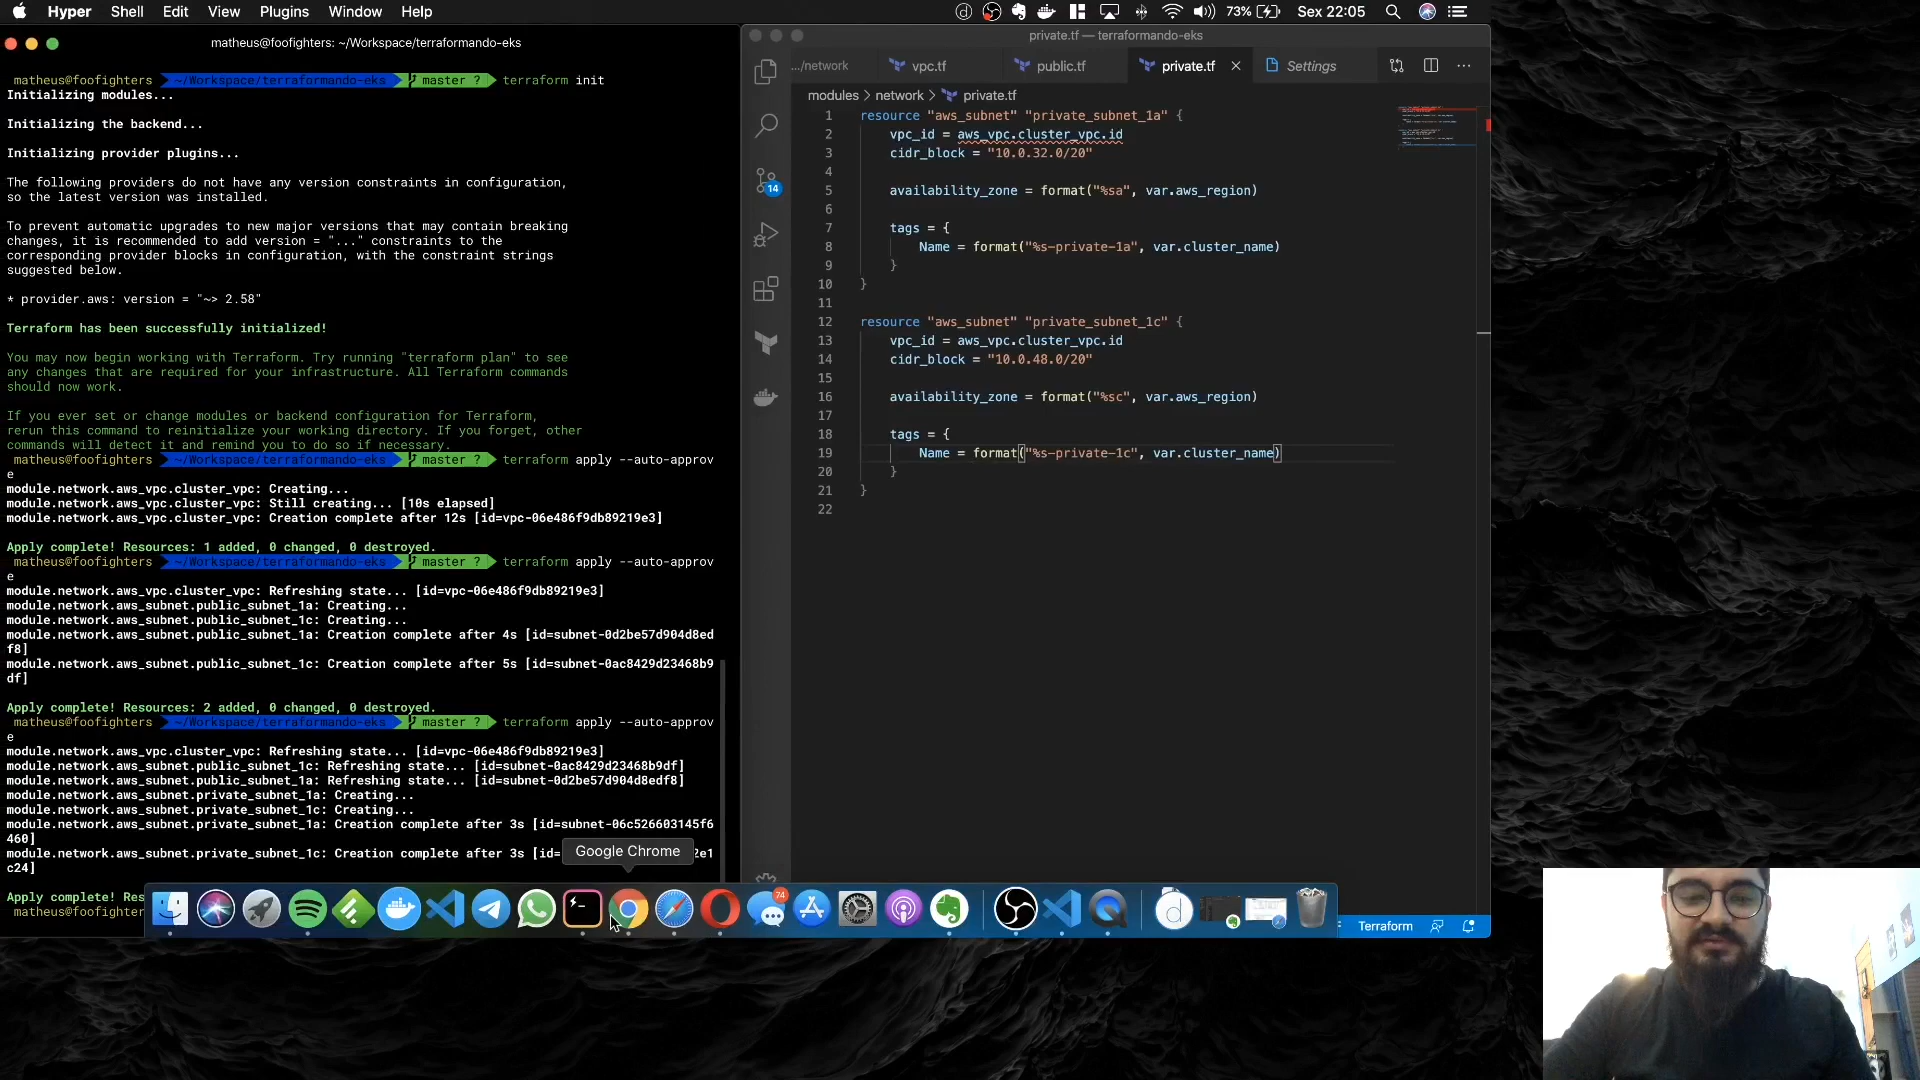 Hyper Shell Edit View Plugins Window Help
73% Sex 22:05
matheus@foofighters: ~/Workspace/terraformando-eks
matheus@foofighters ~/Workspace/terraformando-eks master ? terraform init
Initializing modules...
Initializing the backend...
Initializing provider plugins...
The following providers do not have any version constraints in configuration,
so the latest version was installed.
To prevent automatic upgrades to new major versions that may contain breaking
changes, it is recommended to add version = "..." constraints to the
corresponding provider blocks in configuration, with the constraint strings
suggested below.
* provider.aws: version = "~> 2.58"
Terraform has been successfully initialized!
You may now begin working with Terraform. Try running "terraform plan" to see
any changes that are required for your infrastructure. All Terraform commands
should now work.
If you ever set or change modules or backend configuration for Terraform,
rerun this command to reinitialize your working directory. If you forget, other
commands will detect it and remind you to do so if necessary.
matheus@foofighters ~/Workspace/terraformando-eks master ? terraform apply --auto-approv
e
module.network.aws_vpc.cluster_vpc: Creating...
module.network.aws_vpc.cluster_vpc: Still creating... [10s elapsed]
module.network.aws_vpc.cluster_vpc: Creation complete after 12s [id=vpc-06e486f9db89219e3]
Apply complete! Resources: 1 added, 0 changed, 0 destroyed.
matheus@foofighters ~/Workspace/terraformando-eks master ? terraform apply --auto-approv
e
module.network.aws_vpc.cluster_vpc: Refreshing state... [id=vpc-06e486f9db89219e3]
module.network.aws_subnet.public_subnet_1a: Creating...
module.network.aws_subnet.public_subnet_1c: Creating...
module.network.aws_subnet.public_subnet_1a: Creation complete after 4s [id=subnet-0d2be57d904d8ed
f8]
module.network.aws_subnet.public_subnet_1c: Creation complete after 5s [id=subnet-0ac8429d23468b9
df]
Apply complete! Resources: 2 added, 0 changed, 0 destroyed.
matheus@foofighters ~/Workspace/terraformando-eks master ? terraform apply --auto-approv
e
module.network.aws_vpc.cluster_vpc: Refreshing state... [id=vpc-06e486f9db89219e3]
module.network.aws_subnet.public_subnet_1c: Refreshing state... [id=subnet-0ac8429d23468b9df]
module.network.aws_subnet.public_subnet_1a: Refreshing state... [id=subnet-0d2be57d904d8edf8]
module.network.aws_subnet.private_subnet_1a: Creating...
module.network.aws_subnet.private_subnet_1c: Creating...
module.network.aws_subnet.private_subnet_1a: Creation complete after 3s [id=subnet-06c526603145f6
460]
module.network.aws_subnet.private_subnet_1c: Creation complete after 3s [id= 2e1
c24]
Apply complete! Res
matheus@foofighter
Google Chrome
74
private.tf — terraformando-eks
.../network vpc.tf public.tf private.tf Settings
modules > network > private.tf
14
1 resource "aws_subnet" "private_subnet_1a" {
2 vpc_id = aws_vpc.cluster_vpc.id
3 cidr_block = "10.0.32.0/20"
4
5 availability_zone = format("%sa", var.aws_region)
6
7 tags = {
8 Name = format("%s-private-1a", var.cluster_name)
9 }
10 }
11
12 resource "aws_subnet" "private_subnet_1c" {
13 vpc_id = aws_vpc.cluster_vpc.id
14 cidr_block = "10.0.48.0/20"
15
16 availability_zone = format("%sc", var.aws_region)
17
18 tags = {
19 Name = format("%s-private-1c", var.cluster_name)
20 }
21 }
22
Terraform